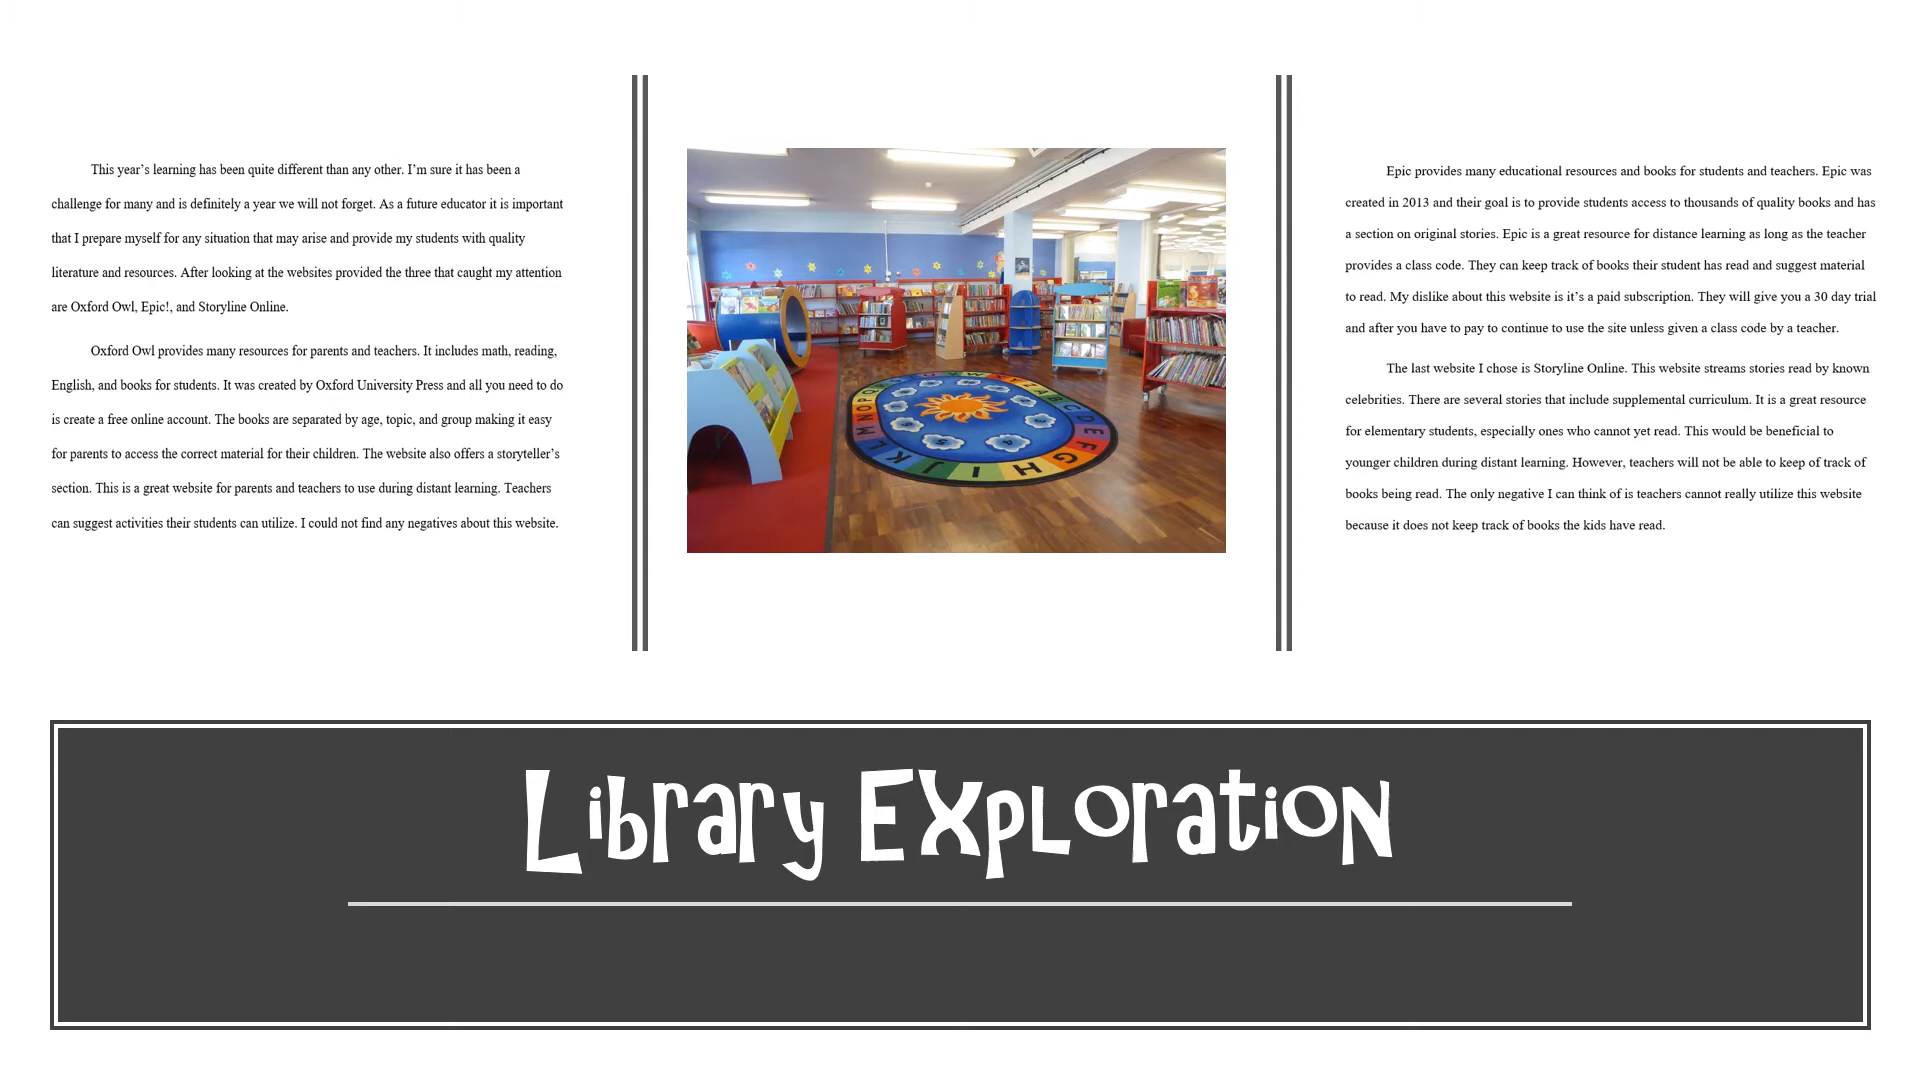 This year’s learning has been quite different than any other. I’m sure it has been a
challenge for many and is definitely a year we will not forget. As a future educator it is important
that I prepare myself for any situation that may arise and provide my students with quality
literature and resources. After looking at the websites provided the three that caught my attention
are Oxford Owl, Epic!, and Storyline Online.
Oxford Owl provides many resources for parents and teachers. It includes math, reading,
English, and books for students. It was created by Oxford University Press and all you need to do
is create a free online account. The books are separated by age, topic, and group making it easy
for parents to access the correct material for their children. The website also offers a storyteller’s
section. This is a great website for parents and teachers to use during distant learning. Teachers
can suggest activities their students can utilize. I could not find any negatives about this website.
Epic provides many educational resources and books for students and teachers. Epic was
created in 2013 and their goal is to provide students access to thousands of quality books and has
a section on original stories. Epic is a great resource for distance learning as long as the teacher
provides a class code. They can keep track of books their student has read and suggest material
to read. My dislike about this website is it’s a paid subscription. They will give you a 30 day trial
and after you have to pay to continue to use the site unless given a class code by a teacher.
The last website I chose is Storyline Online. This website streams stories read by known
celebrities. There are several stories that include supplemental curriculum. It is a great resource
for elementary students, especially ones who cannot yet read. This would be beneficial to
younger children during distant learning. However, teachers will not be able to keep of track of
books being read. The only negative I can think of is teachers cannot really utilize this website
because it does not keep track of books the kids have read.
Library Exploration